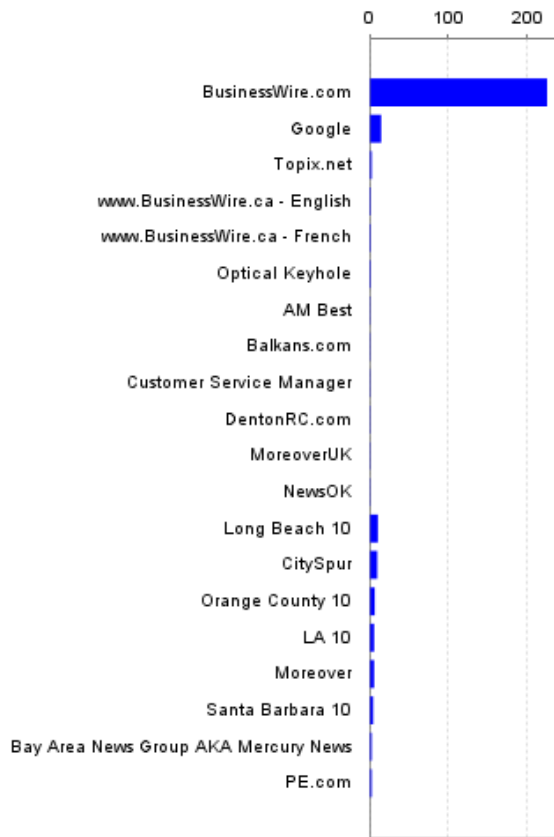 0 100 200
BusinessWire.com
Google
Topix.net
www.BusinessWire.ca - English
www.BusinessWire.ca - French
Optical Keyhole
AM Best
Balkans.com
Customer Service Manager
DentonRC.com
MoreoverUK
NewsOK
Long Beach 10
CitySpur
Orange County 10
LA 10
Moreover
Santa Barbara 10
Bay Area News Group AKA Mercury News
PE.com